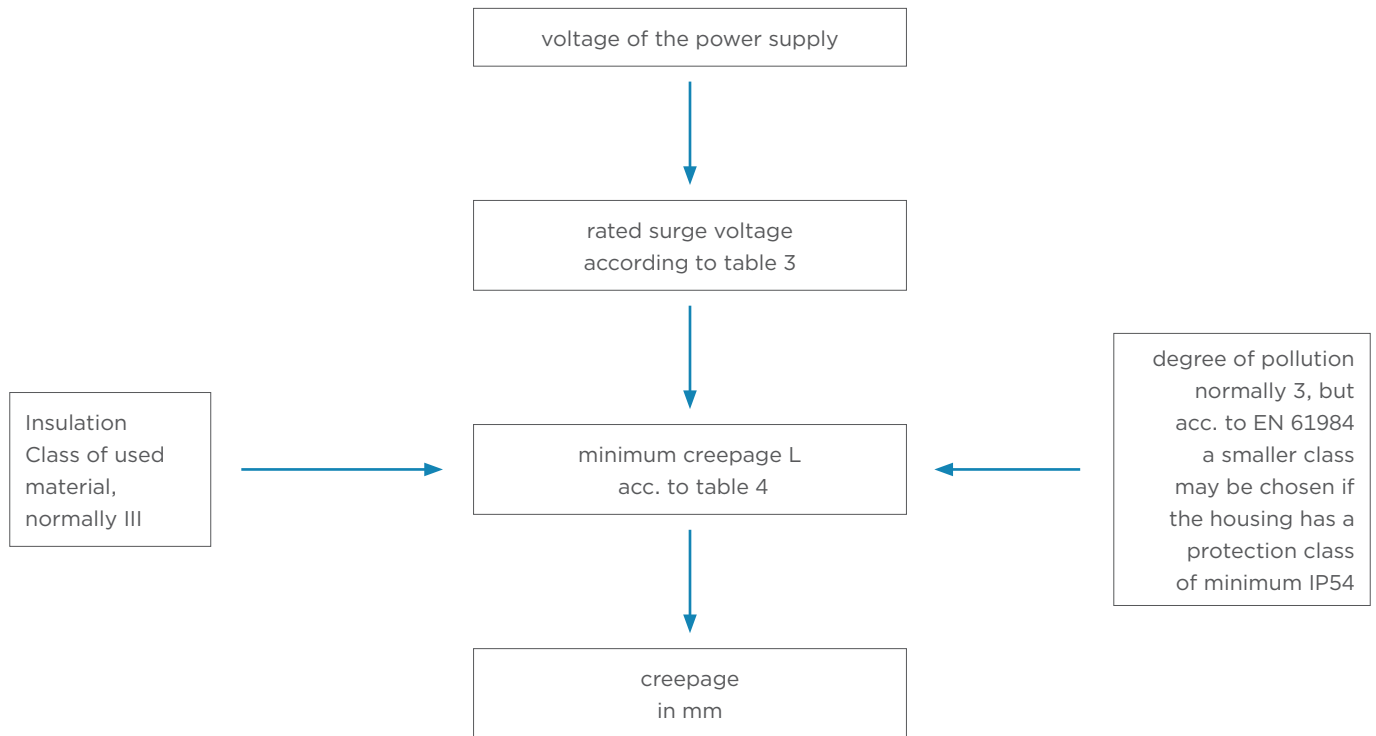 voltage of the power supply
rated surge voltage
according to table 3
Insulation
Class of used
material,
normally III
minimum creepage L
acc. to table 4
degree of pollution
normally 3, but
acc. to EN 61984
a smaller class
may be chosen if
the housing has a
protection class
of minimum IP54
creepage
in mm